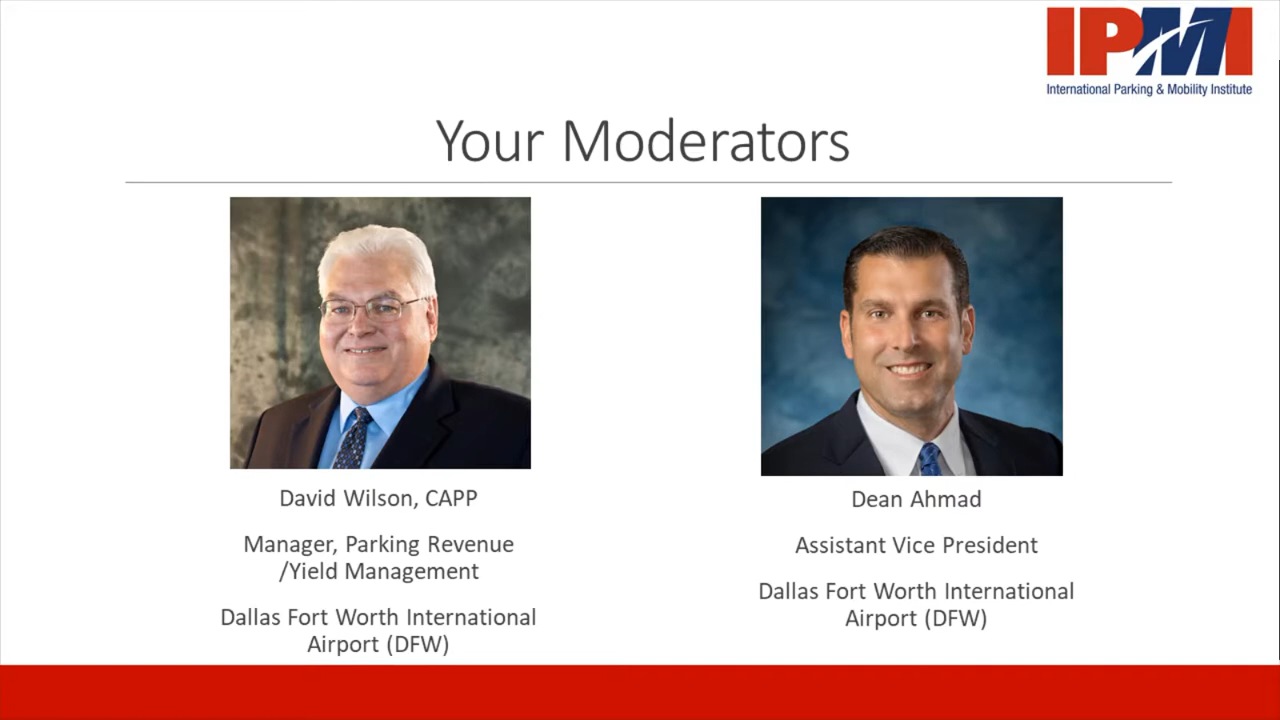 IPMI
International Parking & Mobility Institute
Your Moderators
David Wilson, CAPP
Manager, Parking Revenue
/Yield Management
Dallas Fort Worth International
Airport (DFW)
Dean Ahmad
Assistant Vice President
Dallas Fort Worth International
Airport (DFW)